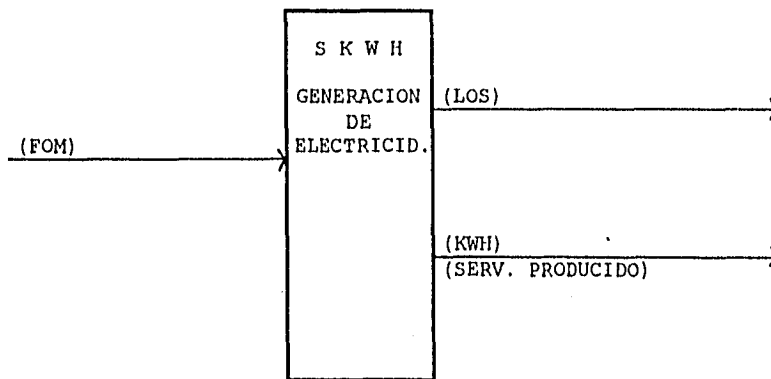 S K W H
GENERACION
DE
ELECTRICID.
(FOM)
(LOS)
(KWH)
(SERV. PRODUCIDO)